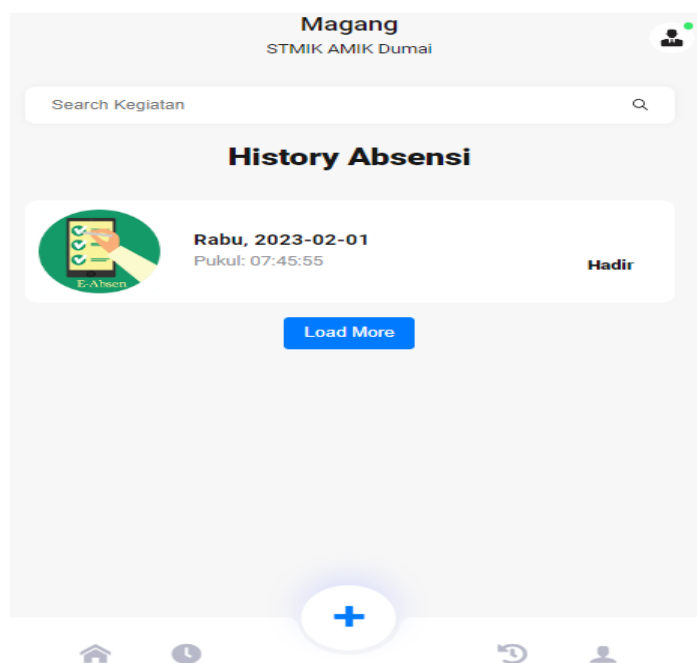 Magang
STMIK AMIK Dumai
Search Kegiatan
History Absensi
E-Absen
Rabu, 2023-02-01
Pukul: 07:45:55
Hadir
Load More